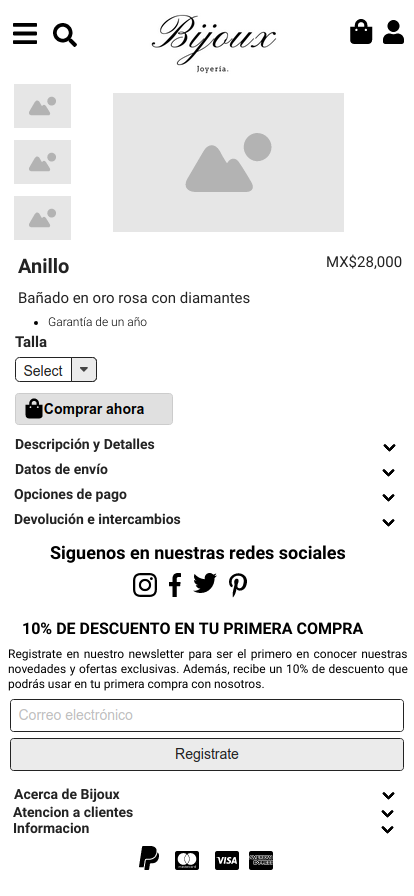 Bijoux
Joyería.
Anillo
MX$28,000
Bañado en oro rosa con diamantes
Garantía de un año
Talla
Select
Comprar ahora
Descripción y Detalles
Datos de envío
Opciones de pago
Devolución e intercambios
Siguenos en nuestras redes sociales
10% DE DESCUENTO EN TU PRIMERA COMPRA
Registrate en nuestro newsletter para ser el primero en conocer nuestras
novedades y ofertas exclusivas. Además, recibe un 10% de descuento que
podrás usar en tu primera compra con nosotros.
Correo electrónico
Registrate
Acerca de Bijoux
Atencion a clientes
Informacion
VISA